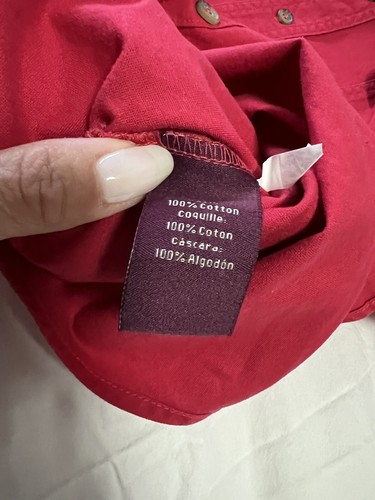 100% Cotton
Coquille:
100% Coton
Cáscara:
100% Algodón